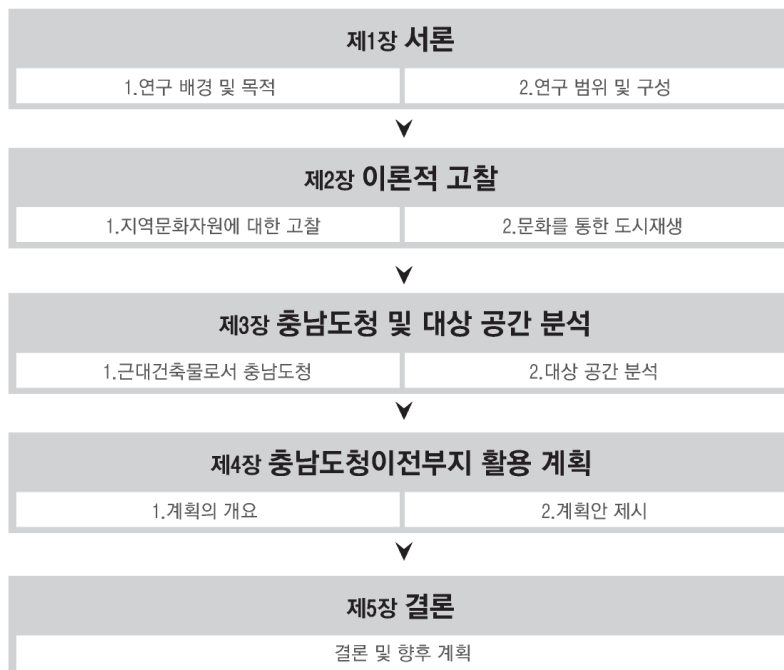 제1장 서론
1.연구 배경 및 목적 2.연구 범위 및 구성
제2장 이론적 고찰
1.지역문화자원에 대한 고찰 2.문화를 통한 도시재생
제3장 충남도청 및 대상 공간 분석
1.근대건축물로서 충남도청 2.대상 공간 분석
제4장 충남도청이전부지 활용 계획
1.계획의 개요 2.계획안 제시
제5장 결론
결론 및 향후 계획